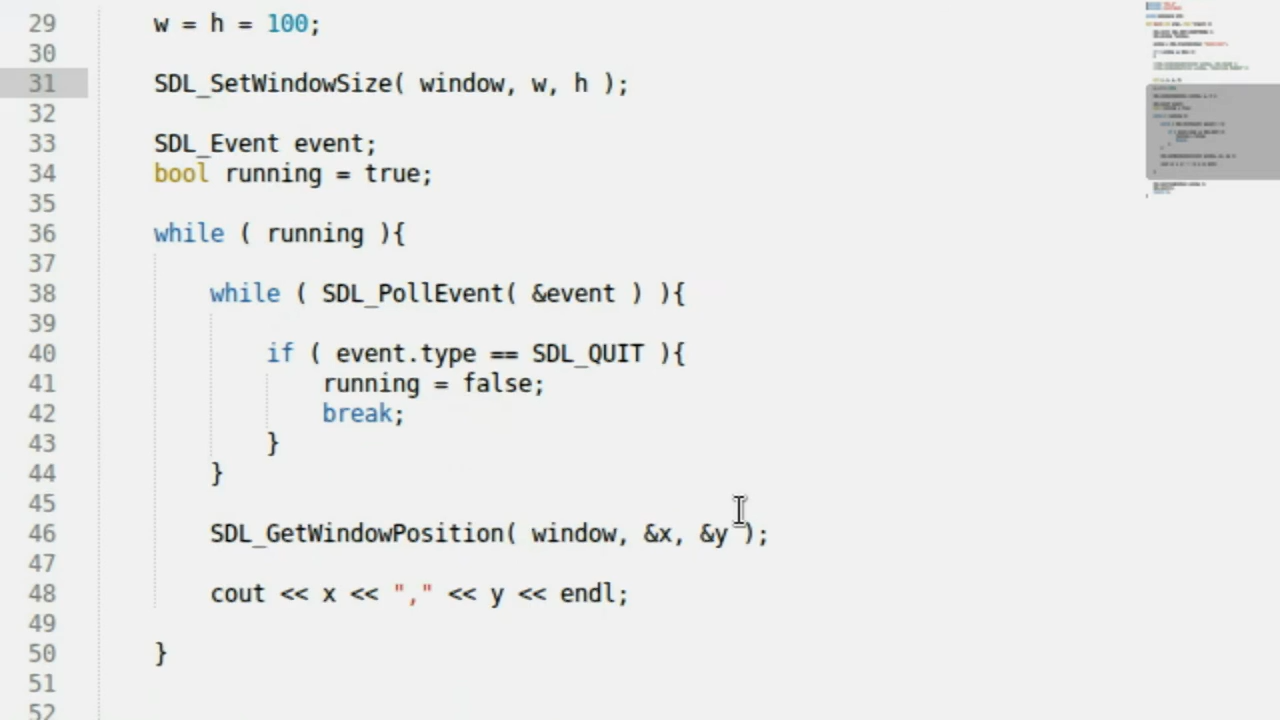 29 w = h = 100;
30
31 SDL_SetWindowSize( window, w, h );
32
33 SDL_Event event;
34 bool running = true;
35
36 while ( running ){
37
38 while ( SDL_PollEvent( &event ) ){
39
40 if ( event.type == SDL_QUIT ){
41 running = false;
42 break;
43 }
44 }
45
46 SDL_GetWindowPosition( window, &x, &y );
47
48 cout << x << "," << y << endl;
49
50 }
51
52